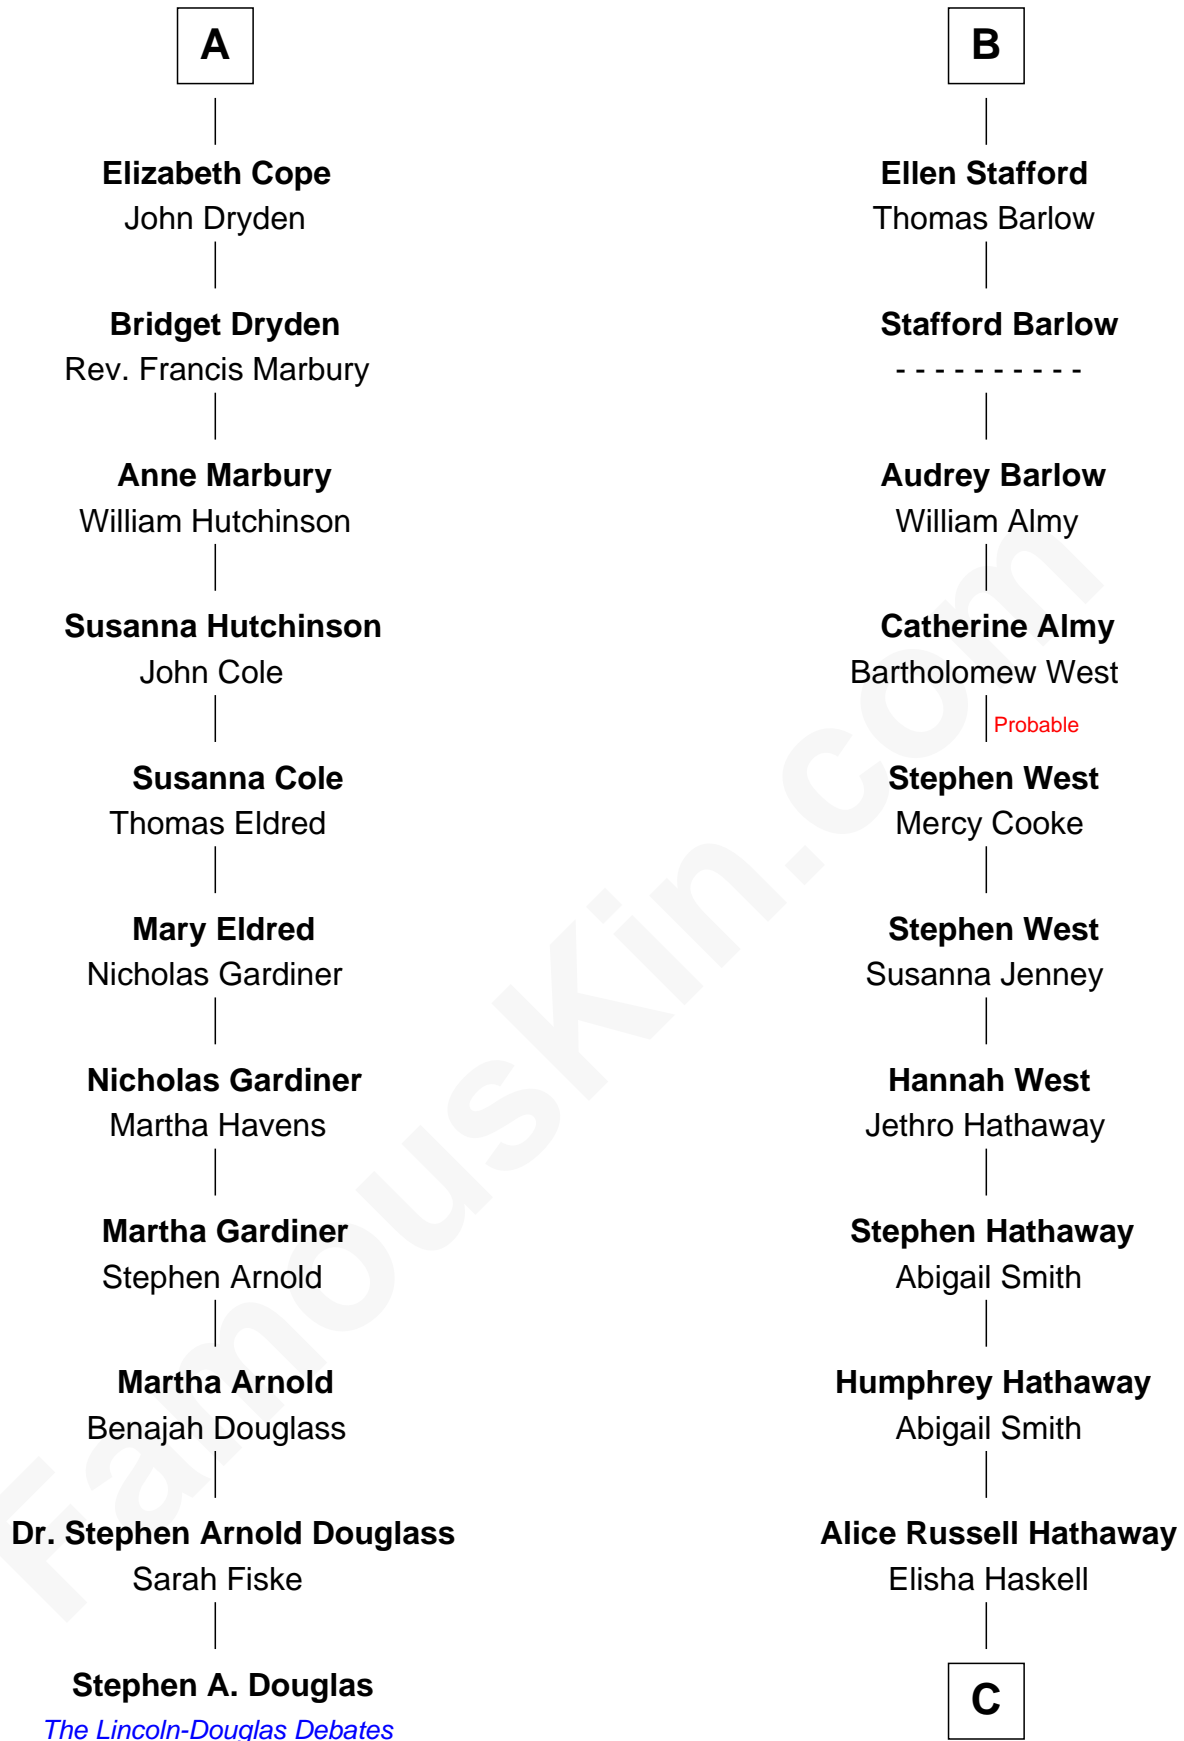 A
Elizabeth Cope
John Dryden
Bridget Dryden
Rev. Francis Marbury
Anne Marbury
William Hutchinson
Susanna Hutchinson
John Cole
Susanna Cole
Thomas Eldred
Mary Eldred
Nicholas Gardiner
Nicholas Gardiner
Martha Havens
Martha Gardiner
Stephen Arnold
Martha Arnold
Benajah Douglass
Dr. Stephen Arnold Douglass
Sarah Fiske
Stephen A. Douglas
The Lincoln-Douglas Debates
B
Ellen Stafford
Thomas Barlow
Stafford Barlow
- - - - - - - - - -
Audrey Barlow
William Almy
Catherine Almy
Bartholomew West
Probable
Stephen West
Mercy Cooke
Stephen West
Susanna Jenney
Hannah West
Jethro Hathaway
Stephen Hathaway
Abigail Smith
Humphrey Hathaway
Abigail Smith
Alice Russell Hathaway
Elisha Haskell
C
FamousKin.com